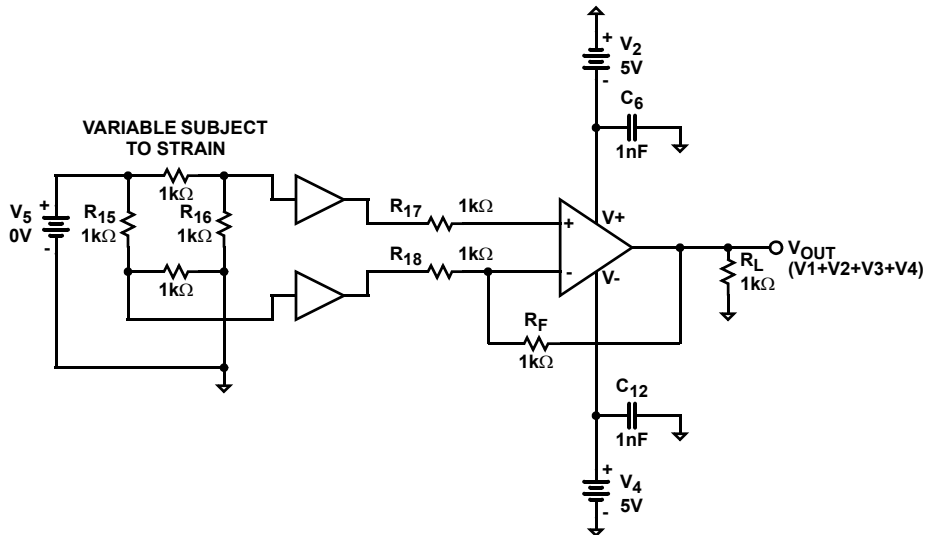 +
V2
5V
-
C6
1nF
VARIABLE SUBJECT
TO STRAIN
1kΩ
V5
0V
+
-
R15
1kΩ
R16
1kΩ
1kΩ
R17
1kΩ
R18
1kΩ
+
-
V+
V-
RF
1kΩ
VOUT
(V1+V2+V3+V4)
RL
1kΩ
C12
1nF
+
V4
5V
-